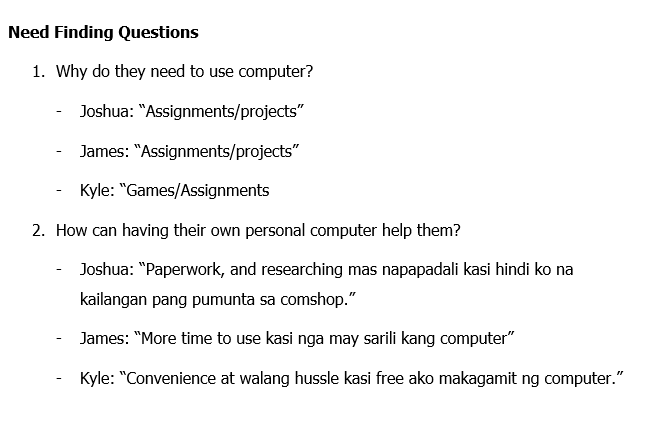 Need Finding Questions
1. Why do they need to use computer?
- Joshua: “Assignments/projects”
- James: “Assignments/projects”
- Kyle: “Games/Assignments
2. How can having their own personal computer help them?
- Joshua: “Paperwork, and researching mas napapadali kasi hindi ko na
kailangan pang pumunta sa comshop.”
- James: “More time to use kasi nga may sarili kang computer”
- Kyle: “Convenience at walang hussle kasi free ako makagamit ng computer.”